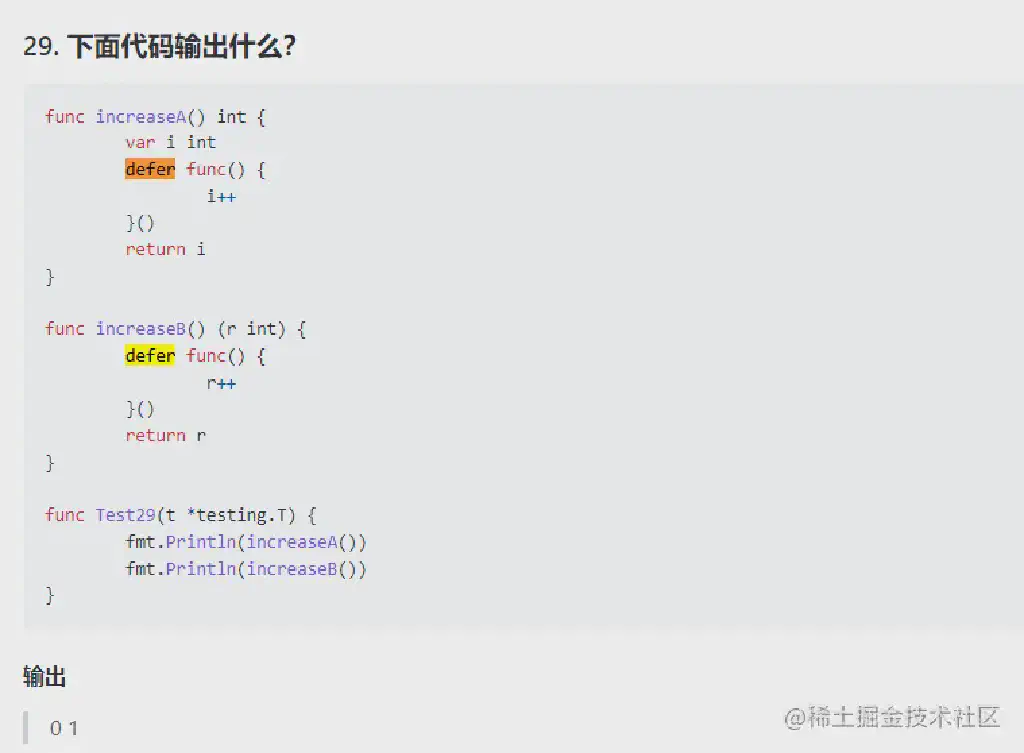 29. 下面代码输出什么?
func increaseA() int {
var i int
defer func() {
i++
}()
return i
}
func increaseB() (r int) {
defer func() {
r++
}()
return r
}
func Test29(t *testing.T) {
fmt.Println(increaseA())
fmt.Println(increaseB())
}
输出
0 1
@稀土掘金技术社区